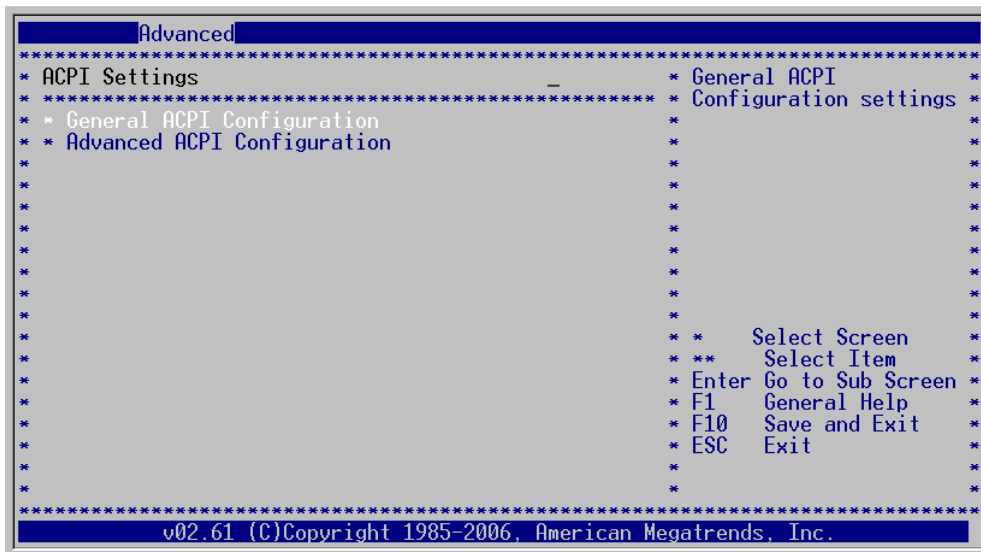 Advanced
ACPI Settings _
* General ACPI Configuration
* Advanced ACPI Configuration
General ACPI
Configuration settings
* Select Screen
** Select Item
Enter Go to Sub Screen
F1 General Help
F10 Save and Exit
ESC Exit
v02.61 (C)Copyright 1985-2006, American Megatrends, Inc.